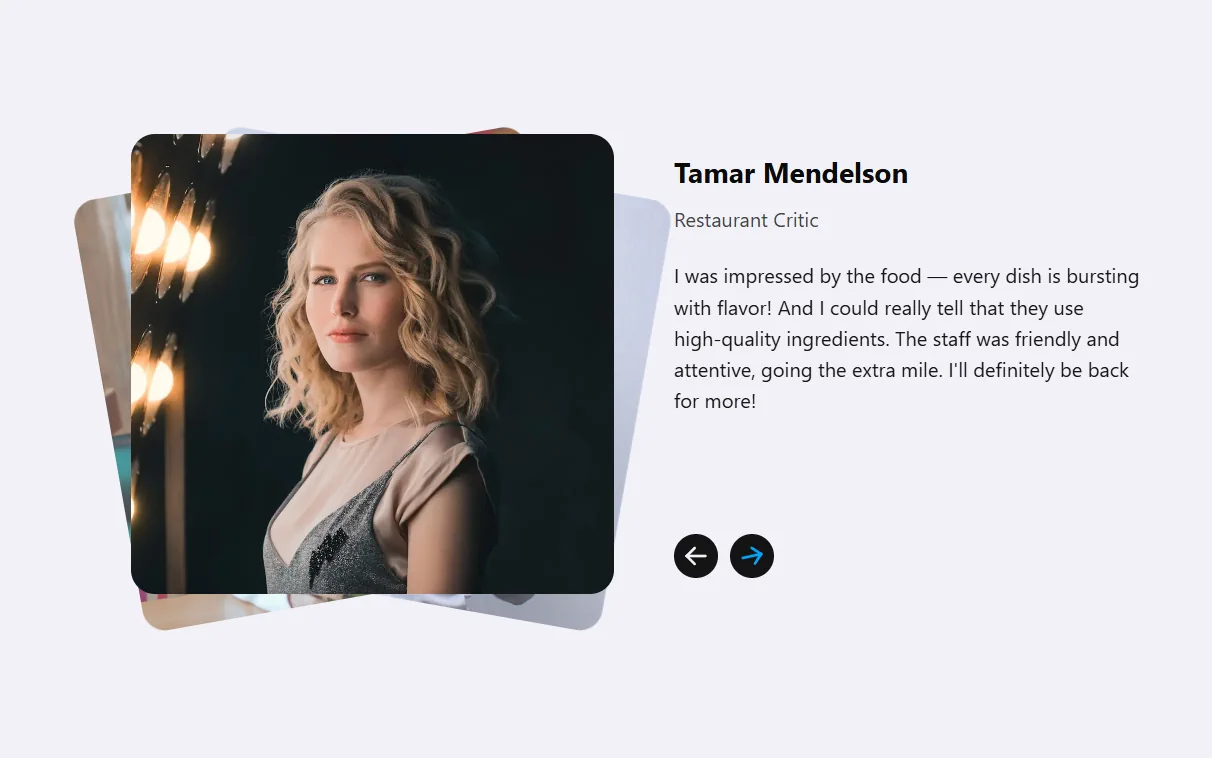 Tamar Mendelson
Restaurant Critic
I was impressed by the food — every dish is bursting
with flavor! And I could really tell that they use
high-quality ingredients. The staff was friendly and
attentive, going the extra mile. I'll definitely be back
for more!